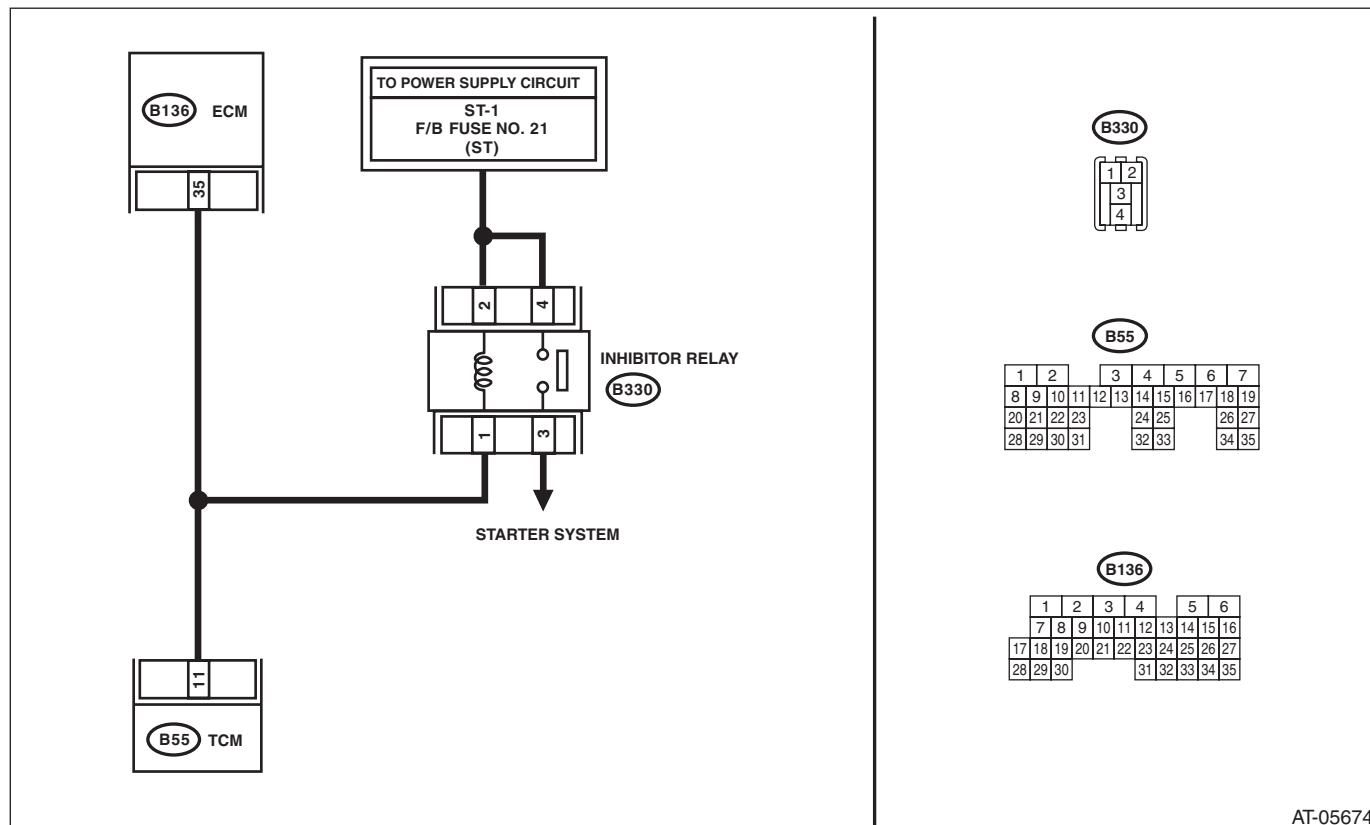 B136 ECM
35
TO POWER SUPPLY CIRCUIT
ST-1
F/B FUSE NO. 21
(ST)
2 4
INHIBITOR RELAY
B330
1 3
STARTER SYSTEM
11
B55 TCM
B330
1 2
3
4
B55
1 2 3 4 5 6 7
8 9 10 11 12 13 14 15 16 17 18 19
20 21 22 23 24 25 26 27
28 29 30 31 32 33 34 35
B136
1 2 3 4 5 6
7 8 9 10 11 12 13 14 15 16
17 18 19 20 21 22 23 24 25 26 27
28 29 30 31 32 33 34 35
AT-05674